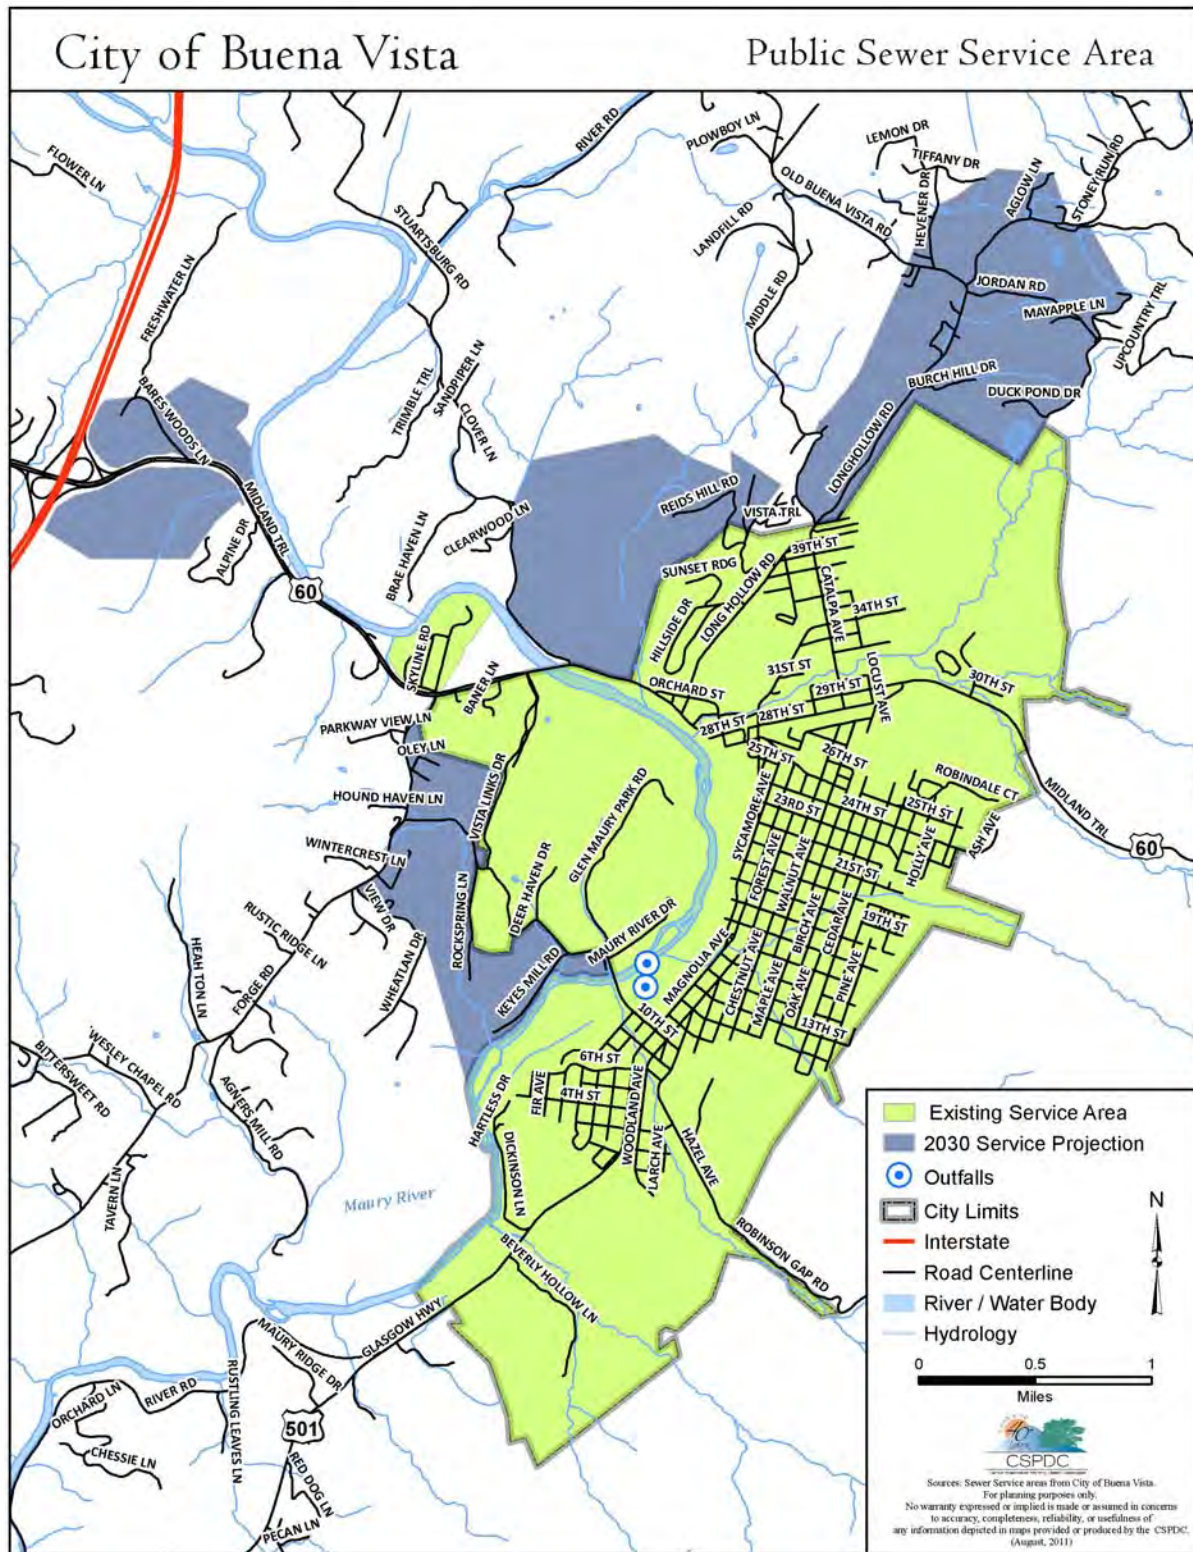 City of Buena Vista
Public Sewer Service Area
FLOWER LN
RIVER RD
PLOWBOY LN
LEMON DR
TIFFANY DR
AGLOW LN
STONEY RUN RD
OLD BUENA VISTA RD
HEVENER DR
STUARTSBURG RD
LANDFILL RD
FRESHWATER LN
MIDDLE RD
JORDAN RD
MAYAPPLE LN
UPCOUNTRY TRL
BARES WOODS LN
TRIMBLE TRL
SANDPIPER LN
CLOVER LN
BURCH HILL DR
DUCK POND DR
LONGHOLLOW RD
MIDLAND TRL
REIDS HILL RD
VISTA TRL
CLEARWOOD LN
ALPINE DR
BRAE HAVEN LN
60
39TH ST
SUNSET RDG
CATALPA AVE
LONG HOLLOW RD
HILLSIDE DR
34TH ST
SKYLINE RD
31ST ST
LOCUST AVE
30TH ST
BANER LN
ORCHARD ST
29TH ST
28TH ST
28TH ST
PARKWAY VIEW LN
OLEY LN
25TH ST
26TH ST
VISTA LINKS DR
GLEN MAURY PARK RD
ROBINDALE CT
MIDLAND TRL
HOUND HAVEN LN
SYCAMORE AVE
23RD ST
24TH ST
25TH ST
ASH AVE
60
WINTERCREST LN
FOREST AVE
WALNUT AVE
21ST ST
HOLLY AVE
VIEW DR
ROCKSPRING LN
DEER HAVEN DR
RUSTIC RIDGE LN
MAURY RIVER DR
BIRCH AVE
CEDAR AVE
19TH ST
HEAHTON LN
FORGE RD
WHEATLAN DR
KEYES MILL RD
MAGNOLIA AVE
CHESTNUT AVE
MAPLE AVE
OAK AVE
PINE AVE
10TH ST
13TH ST
WESLEY CHAPEL RD
BITTERSWEET RD
6TH ST
FIR AVE
4TH ST
WOODLAND AVE
AGNERS MILL RD
HARTLESS DR
DICKINSON LN
LARCH AVE
HAZEL AVE
TAVERN LN
Maury River
BEVERLY HOLLOW LN
ROBINSON GAP RD
GLASGOW HWY
MAURY RIDGE DR
ORCHARD LN
RIVER RD
RUSTLING LEAVES LN
CHESSIE LN
501
RED DOG LN
PECAN LN
Existing Service Area
2030 Service Projection
Outfalls
City Limits
Interstate
Road Centerline
River / Water Body
Hydrology
N
0 0.5 1
Miles
CSPDC
Sources: Sewer Service areas from City of Buena Vista.
For planning purposes only.
No warranty expressed or implied is made or assumed in concerns
to accuracy, completeness, reliability, or usefulness of
any information depicted in maps provided or produced by the CSPDC.
(August, 2011)